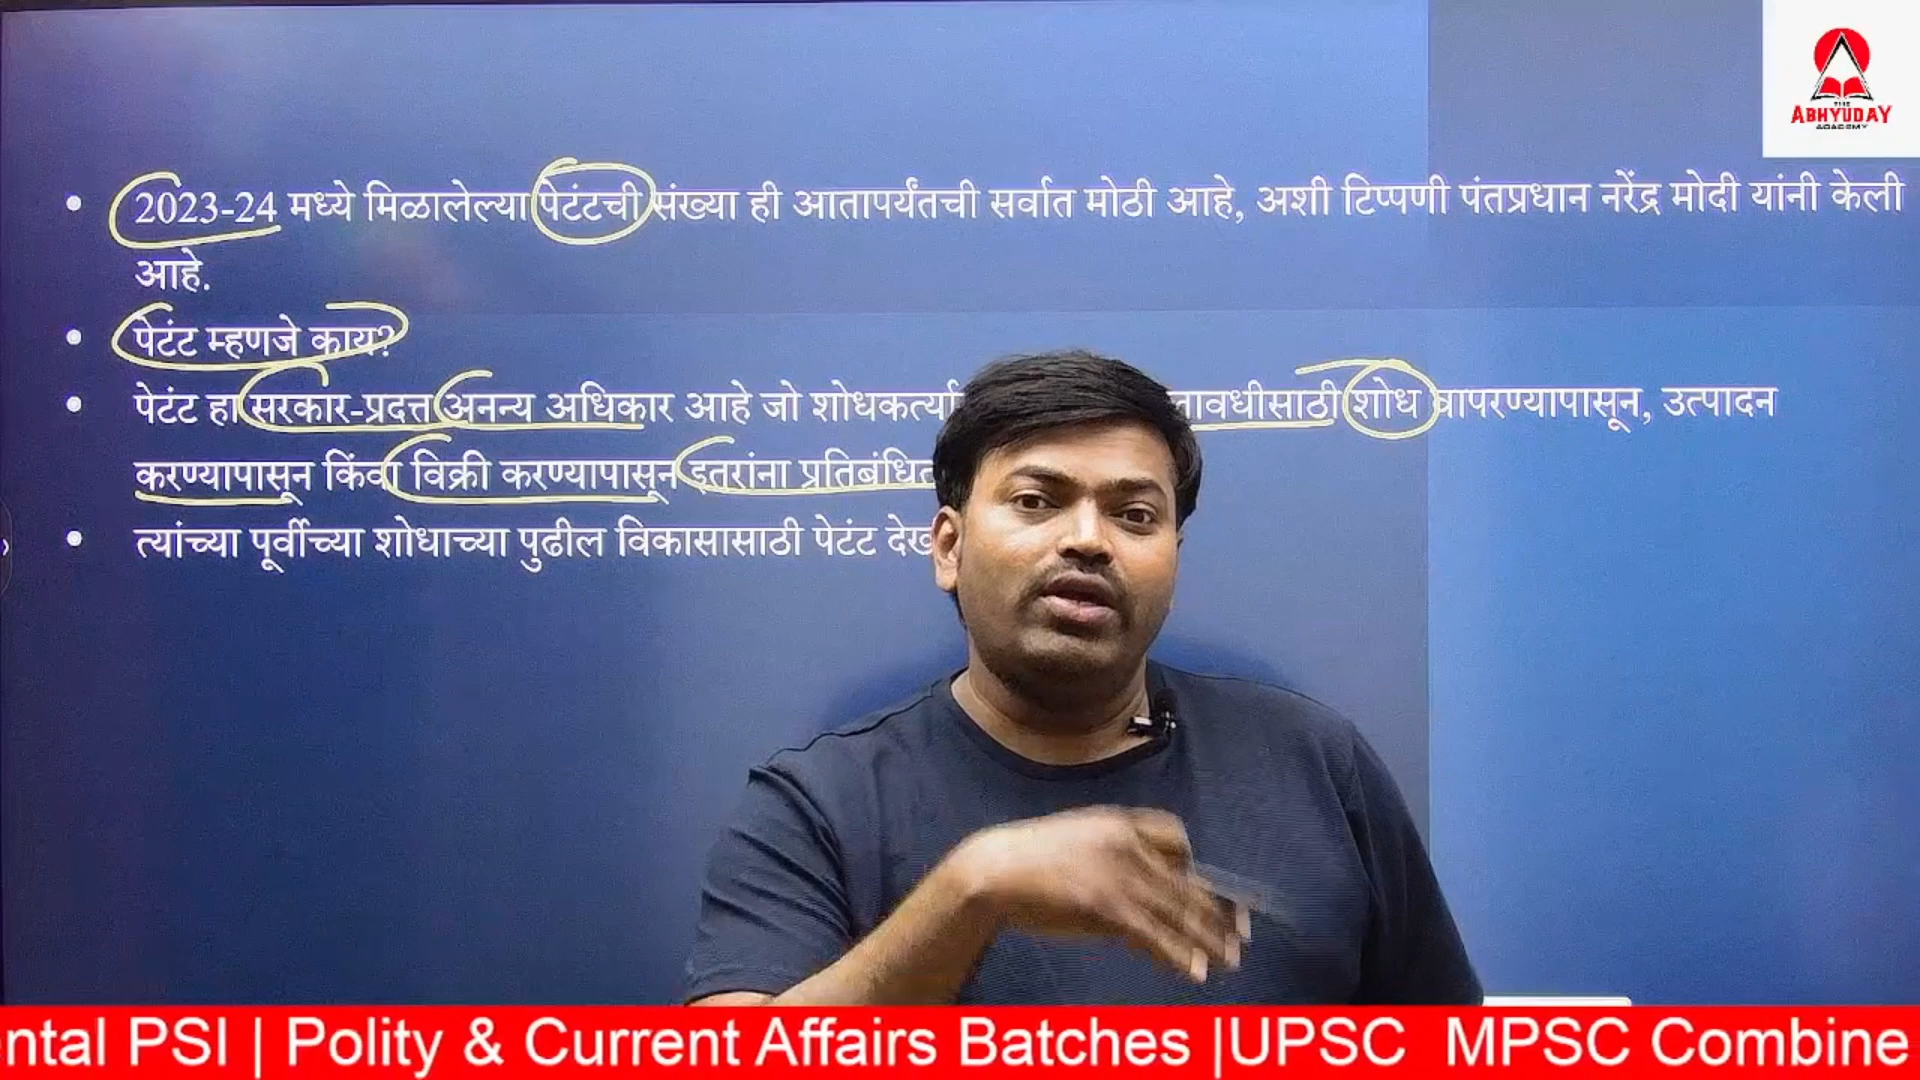 THE
ABHYUDAY
ACADEMY
• 2023-24 मध्ये मिळालेल्या पेटंटची संख्या ही आतापर्यंतची सर्वात मोठी आहे, अशी टिप्पणी पंतप्रधान नरेंद्र मोदी यांनी केली
आहे.
• पेटंट म्हणजे काय?
• पेटंट हा सरकार-प्रदत्त अनन्य अधिकार आहे जो शोधकर्त्या शोध वापरण्यापासून, उत्पादन
करण्यापासून किंवा विक्री करण्यापासून इतरांना प्रतिबंधित
• त्यांच्या पूर्वीच्या शोधाच्या पुढील विकासासाठी पेटंट
ntal PSI | Polity & Current Affairs Batches |UPSC MPSC Combine